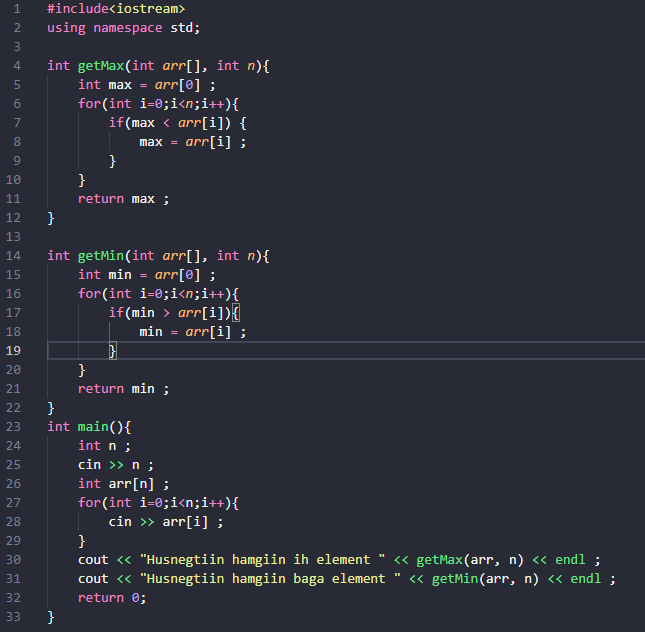 1 #include<iostream>
2 using namespace std;
3
4 int getMax(int arr[], int n){
5     int max = arr[0] ;
6     for(int i=0;i<n;i++){
7         if(max < arr[i]) {
8             max = arr[i] ;
9         }
10     }
11     return max ;
12 }
13
14 int getMin(int arr[], int n){
15     int min = arr[0] ;
16     for(int i=0;i<n;i++){
17         if(min > arr[i]){
18             min = arr[i] ;
19         }
20     }
21     return min ;
22 }
23 int main(){
24     int n ;
25     cin >> n ;
26     int arr[n] ;
27     for(int i=0;i<n;i++){
28         cin >> arr[i] ;
29     }
30     cout << "Husnegtiin hamgiin ih element " << getMax(arr, n) << endl ;
31     cout << "Husnegtiin hamgiin baga element " << getMin(arr, n) << endl ;
32     return 0;
33 }